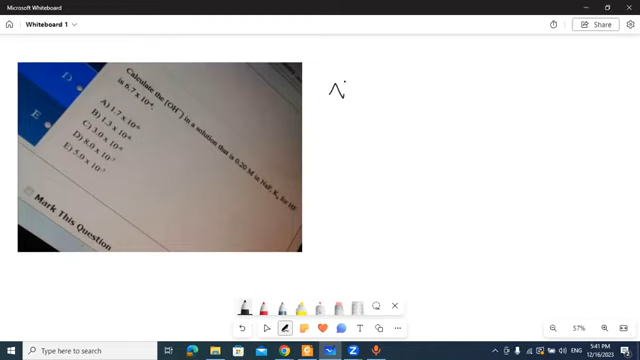 Microsoft Whiteboard
Whiteboard 1
Share
D
E
Calculate the [OH⁻] in a solution that is 0.20 M in NaF, Kₐ for HF
is 6.7 x 10⁻⁴.
A) 1.7 x 10⁻⁶
B) 1.3 x 10⁻⁶
C) 3.0 x 10⁻⁶
D) 8.0 x 10⁻⁷
E) 5.0 x 10⁻⁷
Mark This Question
57%
Type here to search
ENG
5:41 PM
12/16/2023